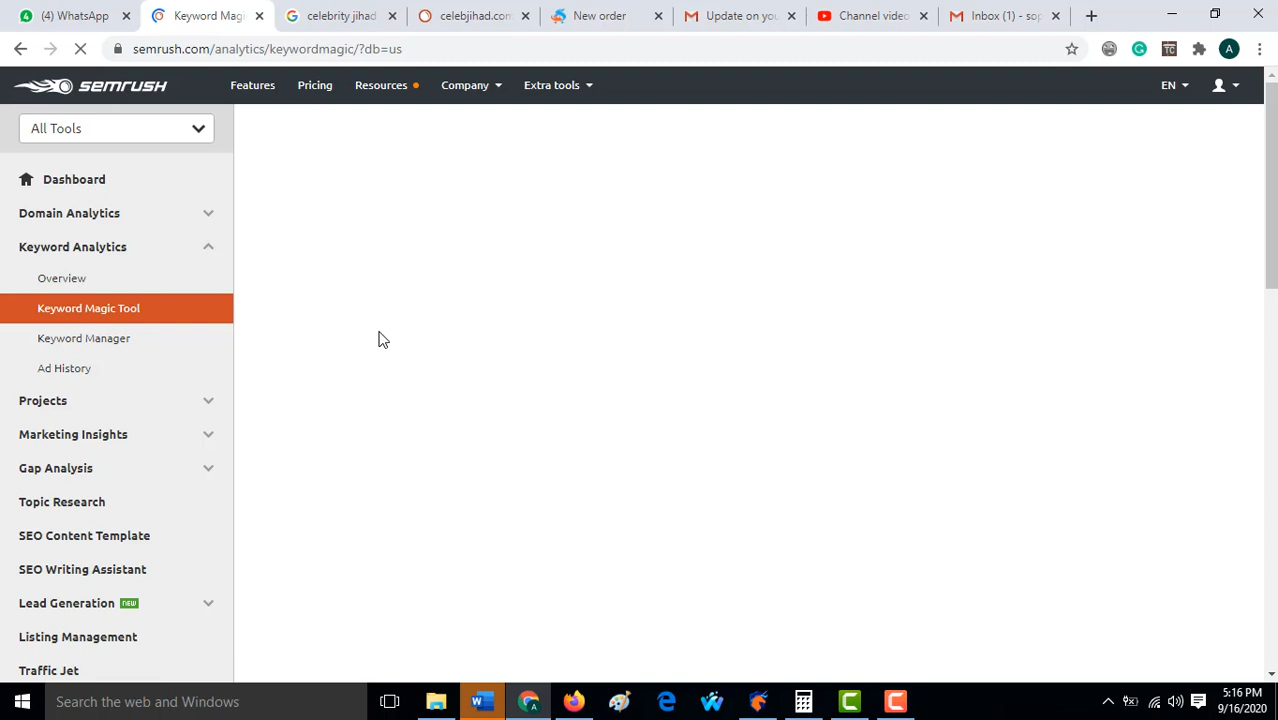 (4) WhatsApp
Keyword Magi
celebrity jihad
celebjihad.com
New order
Update on you
Channel video
Inbox (1) - sop
semrush.com/analytics/keywordmagic/?db=us
A
TC
semrush
Features
Pricing
Resources
Company
Extra tools
EN
All Tools
Dashboard
Domain Analytics
Keyword Analytics
Overview
Keyword Magic Tool
Keyword Manager
Ad History
Projects
Marketing Insights
Gap Analysis
Topic Research
SEO Content Template
SEO Writing Assistant
Lead Generation NEW
Listing Management
Traffic Jet
Search the web and Windows
5:16 PM
9/16/2020